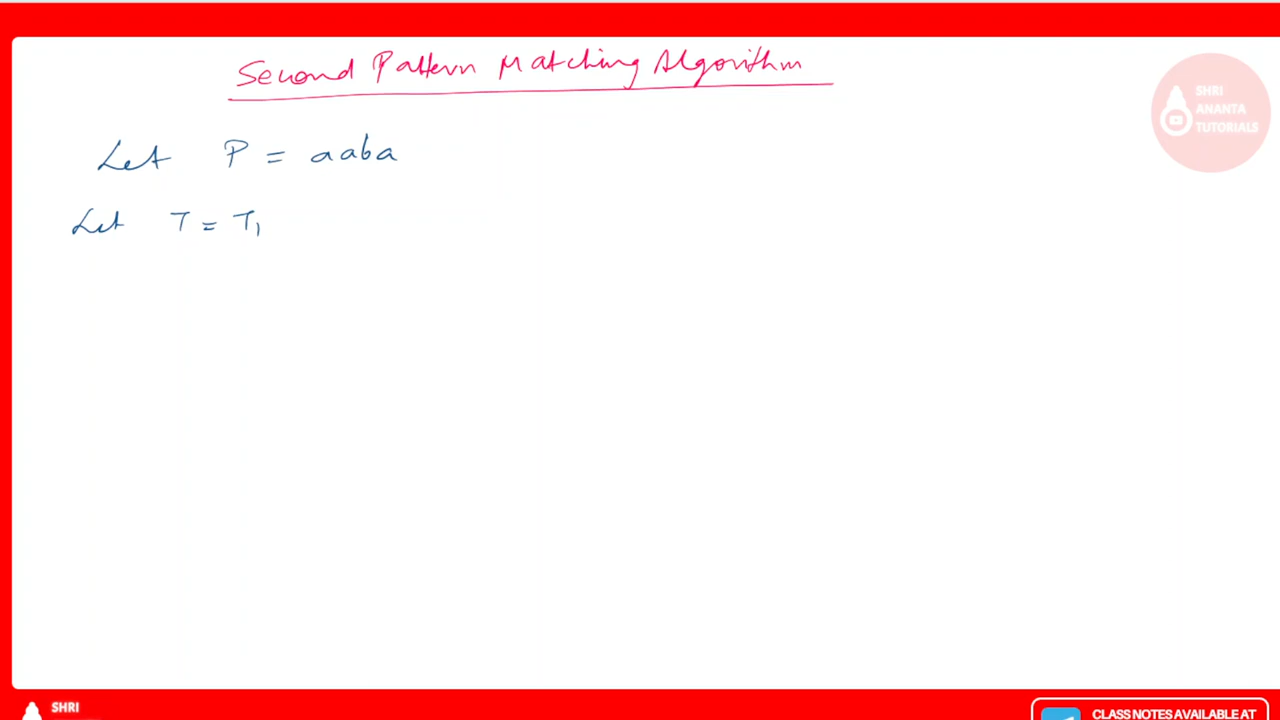 Second Pattern Matching Algorithm
SHRI
ANANTA
TUTORIALS
Let P = aaba
Let T = T1
SHRI
CLASS NOTES AVAILABLE AT